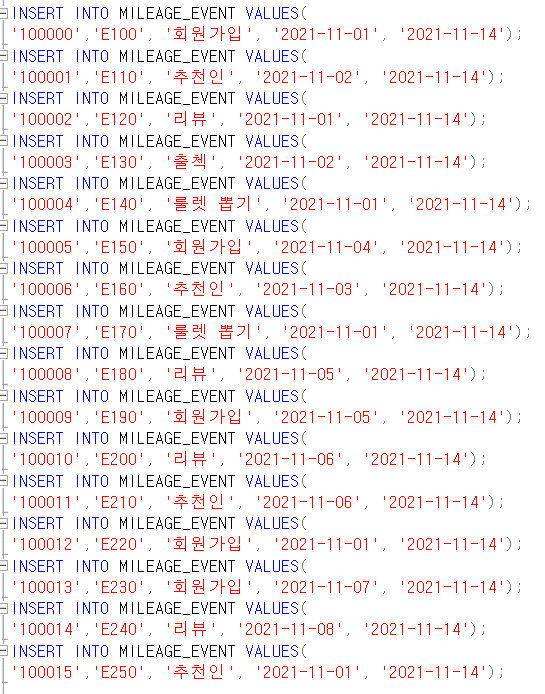 INSERT INTO MILEAGE_EVENT VALUES(
'100000','E100', '회원가입', '2021-11-01', '2021-11-14');
INSERT INTO MILEAGE_EVENT VALUES(
'100001','E110', '추천인', '2021-11-02', '2021-11-14');
INSERT INTO MILEAGE_EVENT VALUES(
'100002','E120', '리뷰', '2021-11-01', '2021-11-14');
INSERT INTO MILEAGE_EVENT VALUES(
'100003','E130', '출첵', '2021-11-02', '2021-11-14');
INSERT INTO MILEAGE_EVENT VALUES(
'100004','E140', '룰렛 뽑기', '2021-11-01', '2021-11-14');
INSERT INTO MILEAGE_EVENT VALUES(
'100005','E150', '회원가입', '2021-11-04', '2021-11-14');
INSERT INTO MILEAGE_EVENT VALUES(
'100006','E160', '추천인', '2021-11-03', '2021-11-14');
INSERT INTO MILEAGE_EVENT VALUES(
'100007','E170', '룰렛 뽑기', '2021-11-01', '2021-11-14');
INSERT INTO MILEAGE_EVENT VALUES(
'100008','E180', '리뷰', '2021-11-05', '2021-11-14');
INSERT INTO MILEAGE_EVENT VALUES(
'100009','E190', '회원가입', '2021-11-05', '2021-11-14');
INSERT INTO MILEAGE_EVENT VALUES(
'100010','E200', '리뷰', '2021-11-06', '2021-11-14');
INSERT INTO MILEAGE_EVENT VALUES(
'100011','E210', '추천인', '2021-11-06', '2021-11-14');
INSERT INTO MILEAGE_EVENT VALUES(
'100012','E220', '회원가입', '2021-11-01', '2021-11-14');
INSERT INTO MILEAGE_EVENT VALUES(
'100013','E230', '회원가입', '2021-11-07', '2021-11-14');
INSERT INTO MILEAGE_EVENT VALUES(
'100014','E240', '리뷰', '2021-11-08', '2021-11-14');
INSERT INTO MILEAGE_EVENT VALUES(
'100015','E250', '추천인', '2021-11-01', '2021-11-14');